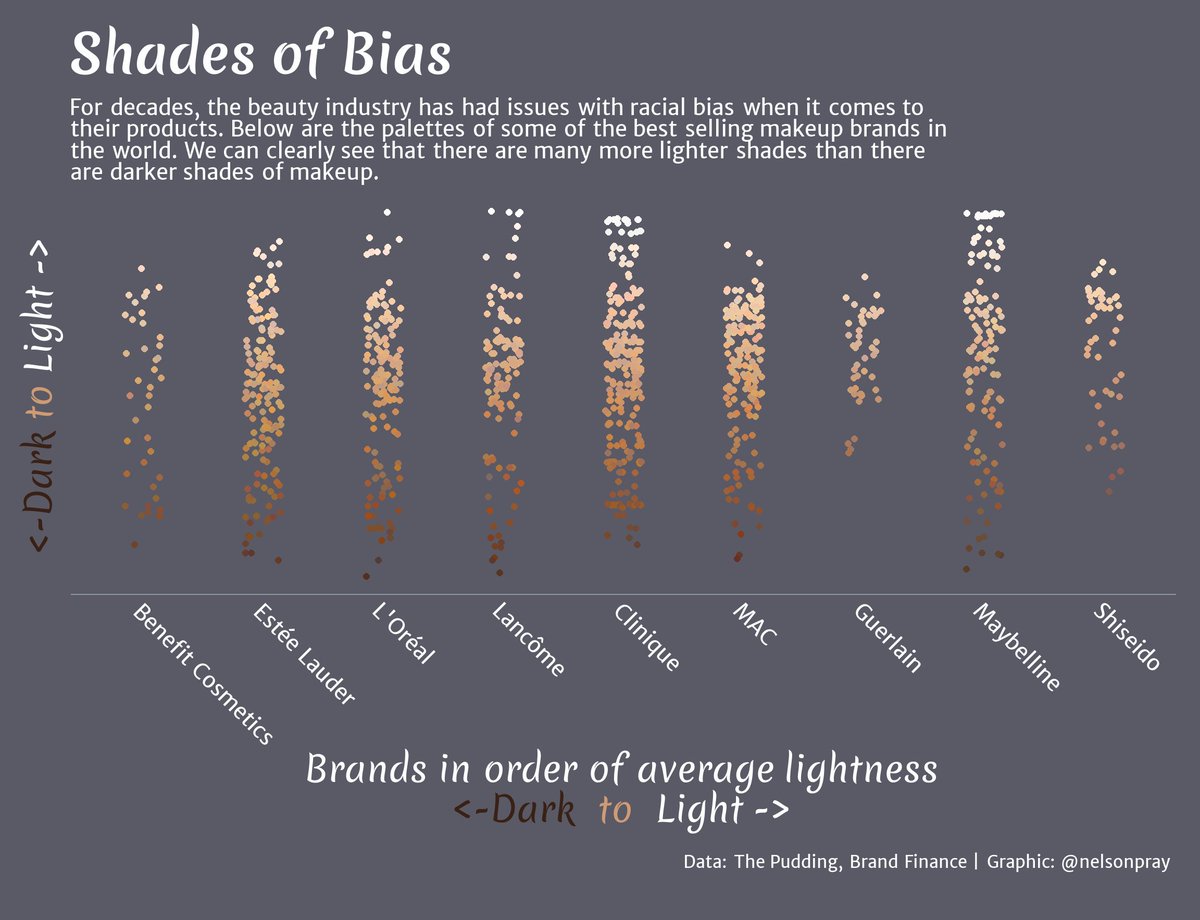 Shades of Bias
For decades, the beauty industry has had issues with racial bias when it comes to
their products. Below are the palettes of some of the best selling makeup brands in
the world. We can clearly see that there are many more lighter shades than there
are darker shades of makeup.
<-Dark to Light ->
Benefit Cosmetics
Estée Lauder
L'Oréal
Lancôme
Clinique
MAC
Guerlain
Maybelline
Shiseido
Brands in order of average lightness
<-Dark to Light ->
Data: The Pudding, Brand Finance | Graphic: @nelsonpray